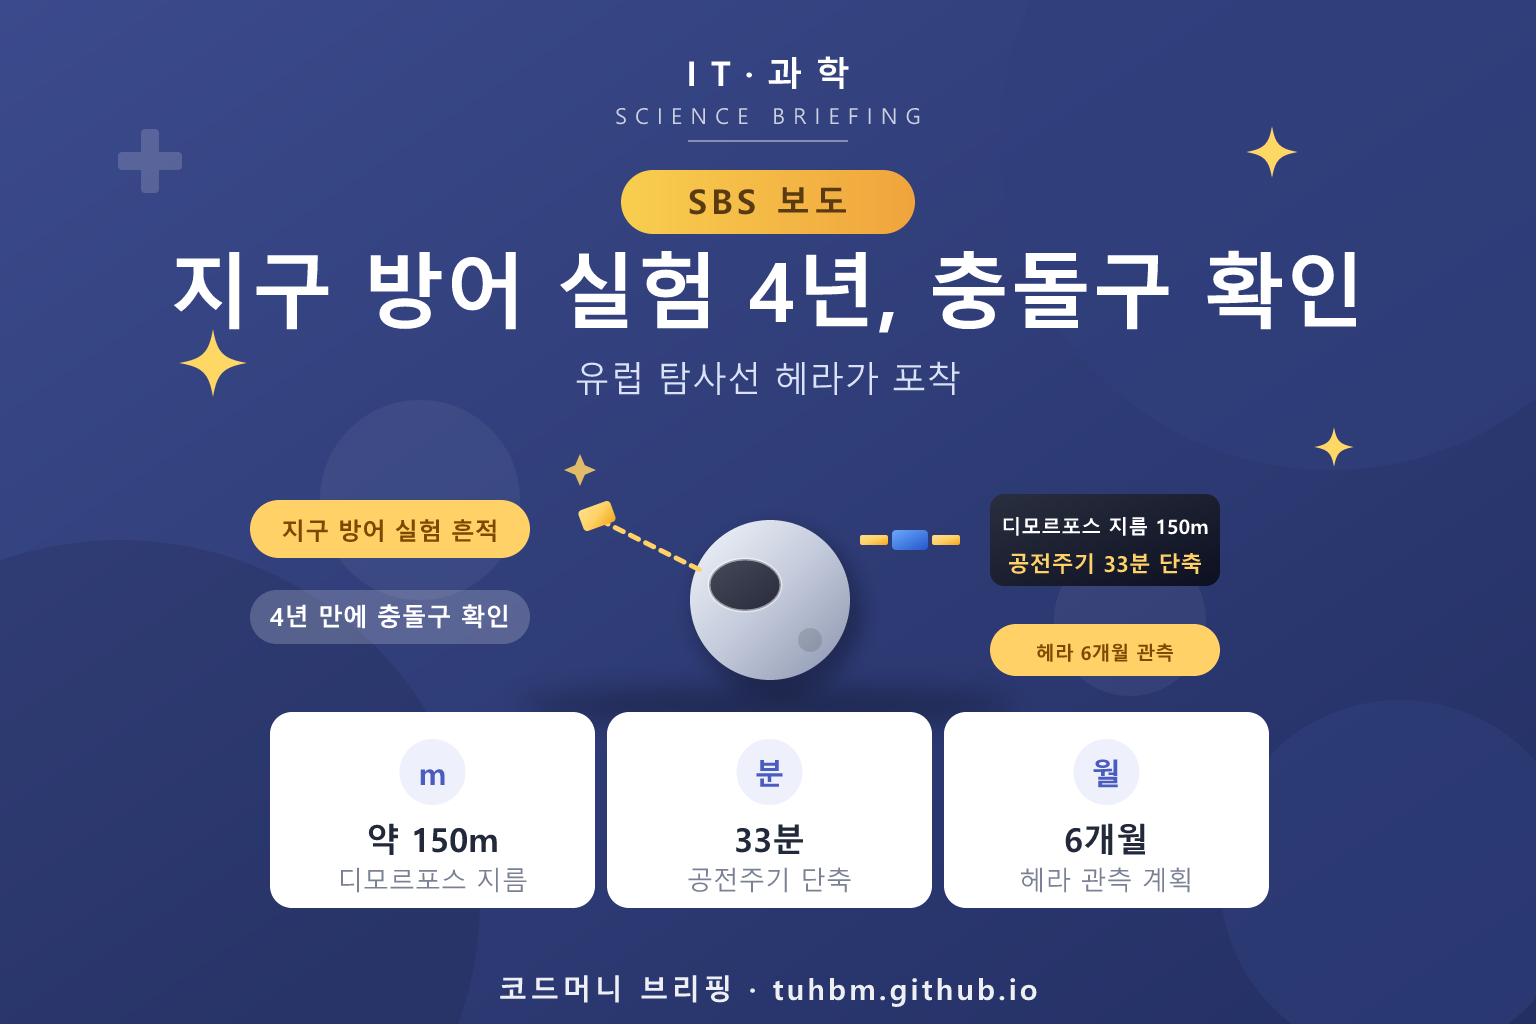 IT·과학
SCIENCE BRIEFING
SBS 보도
지구 방어 실험 4년, 충돌구 확인
유럽 탐사선 헤라가 포착
지구 방어 실험 흔적
4년 만에 충돌구 확인
디모르포스 지름 150m
공전주기 33분 단축
헤라 6개월 관측
m
약 150m
디모르포스 지름
분
33분
공전주기 단축
월
6개월
헤라 관측 계획
코드머니 브리핑 · tuhbm.github.io